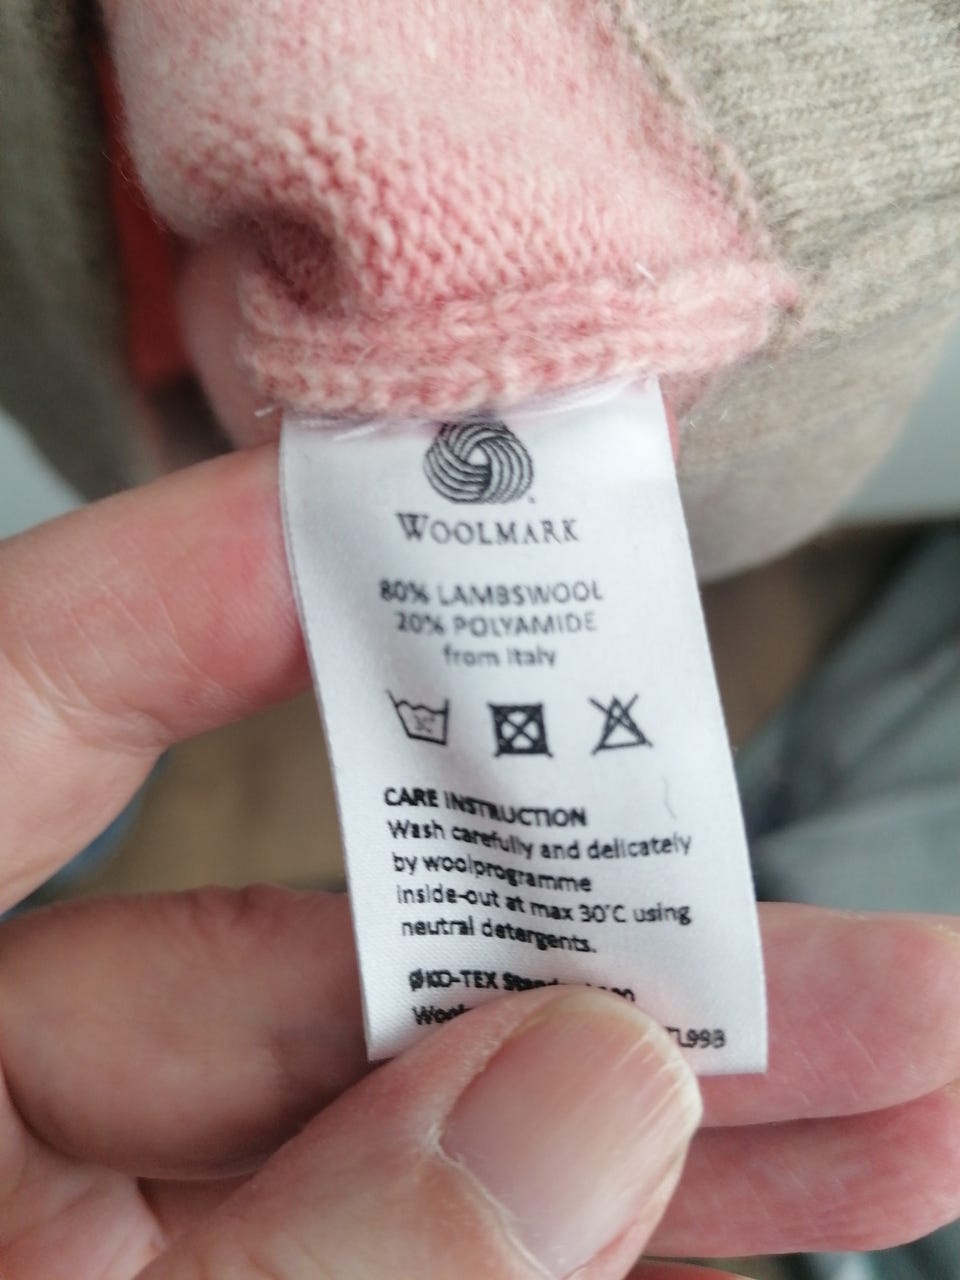 WOOLMARK
80% LAMBSWOOL
20% POLYAMIDE
from Italy
CARE INSTRUCTION
Wash carefully and delicately
by woolprogramme
inside-out at max 30°C using
neutral detergents.
ØKO-TEX